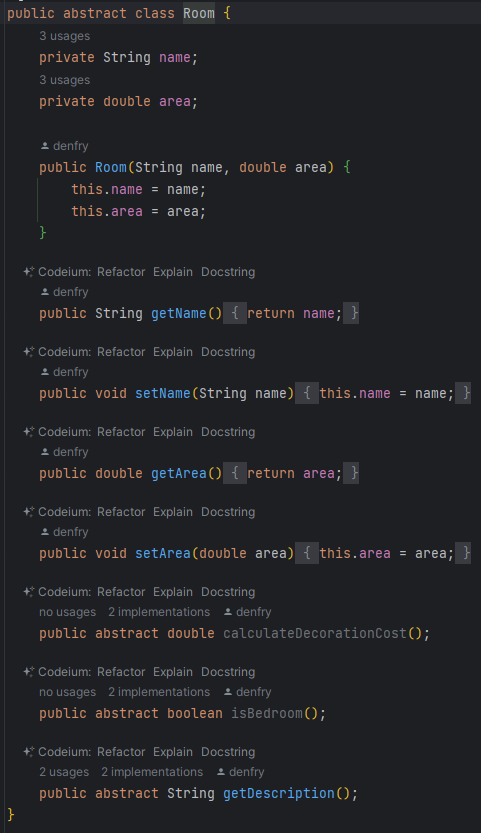 public abstract class Room {
3 usages
private String name;
3 usages
private double area;
denfry
public Room(String name, double area) {
this.name = name;
this.area = area;
}
Codeium: Refactor Explain Docstring
denfry
public String getName() { return name; }
Codeium: Refactor Explain Docstring
denfry
public void setName(String name) { this.name = name; }
Codeium: Refactor Explain Docstring
denfry
public double getArea() { return area; }
Codeium: Refactor Explain Docstring
denfry
public void setArea(double area) { this.area = area; }
Codeium: Refactor Explain Docstring
no usages 2 implementations denfry
public abstract double calculateDecorationCost();
Codeium: Refactor Explain Docstring
no usages 2 implementations denfry
public abstract boolean isBedroom();
Codeium: Refactor Explain Docstring
2 usages 2 implementations denfry
public abstract String getDescription();
}